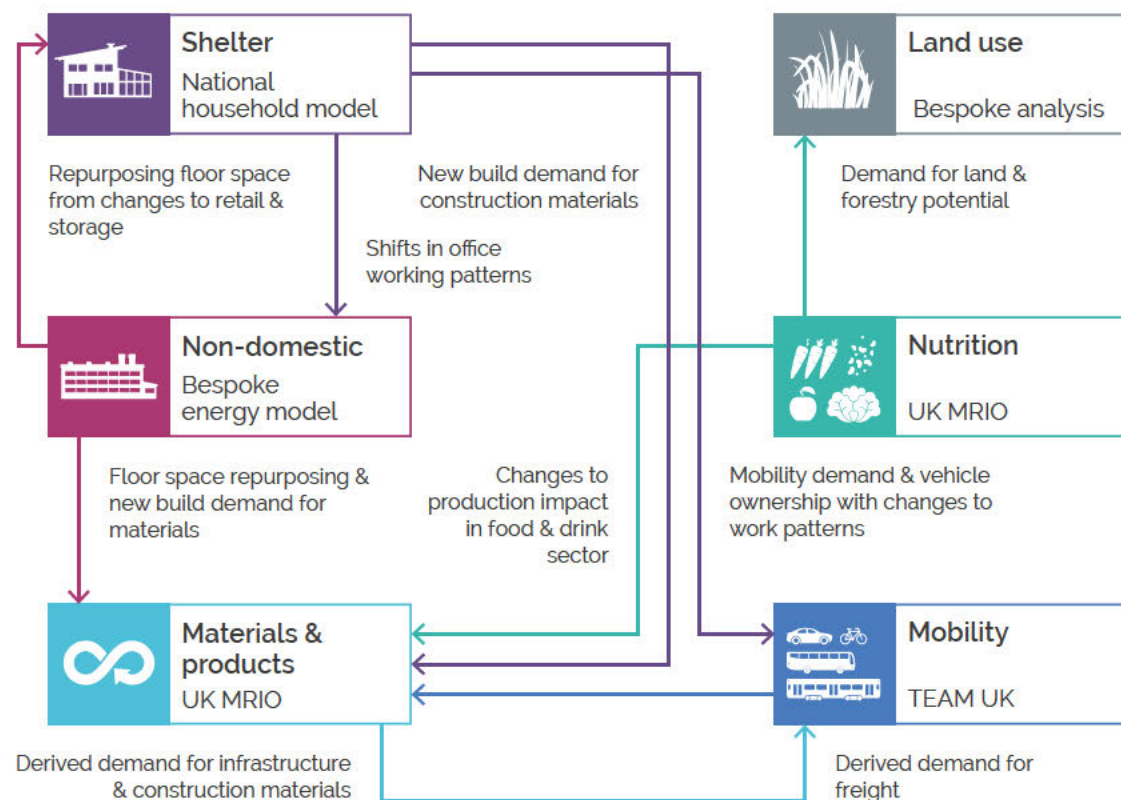 Shelter
National
household model
Land use
Bespoke analysis
Repurposing floor space
from changes to retail &
storage
New build demand for
construction materials
Demand for land &
forestry potential
Shifts in office
working patterns
Non-domestic
Bespoke
energy model
Nutrition
UK MRIO
Floor space repurposing &
new build demand for
materials
Changes to
production impact
in food & drink
sector
Mobility demand & vehicle
ownership with changes to
work patterns
Materials &
products
UK MRIO
Mobility
TEAM UK
Derived demand for infrastructure
& construction materials
Derived demand for
freight